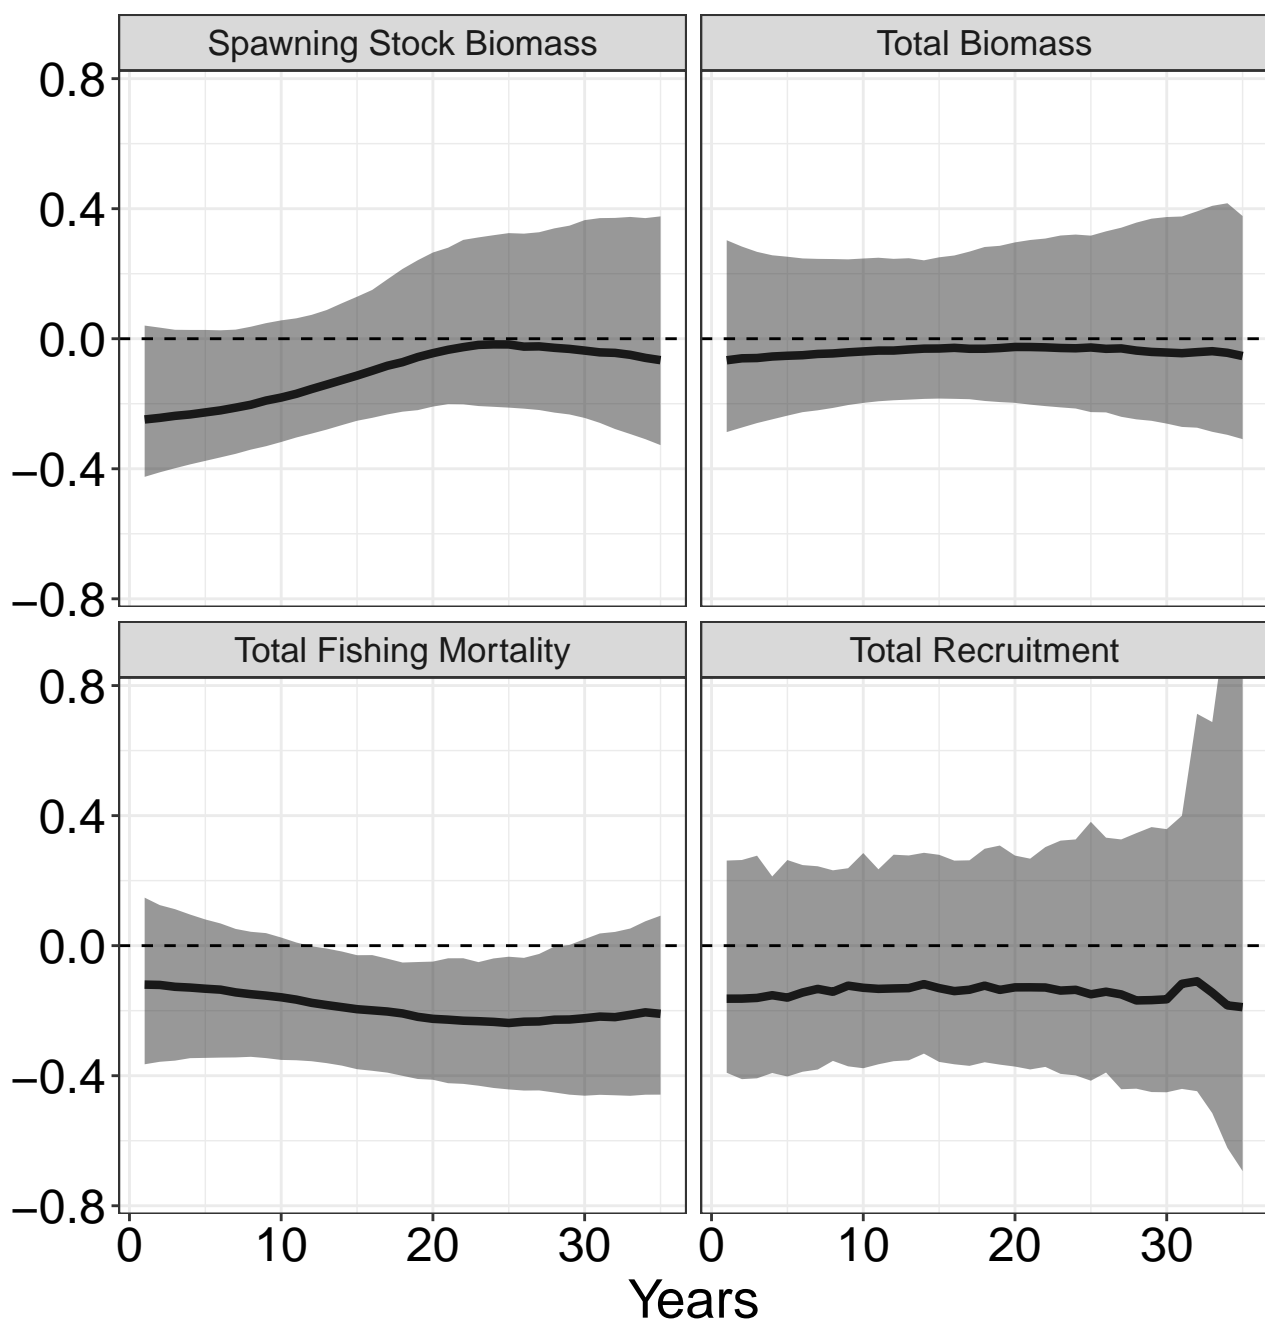 Spawning Stock Biomass
Total Biomass
0.8
0.4
0.0
−0.4
−0.8
Total Fishing Mortality
Total Recruitment
0.8
0.4
0.0
−0.4
−0.8
0 10 20 30
0 10 20 30
Years